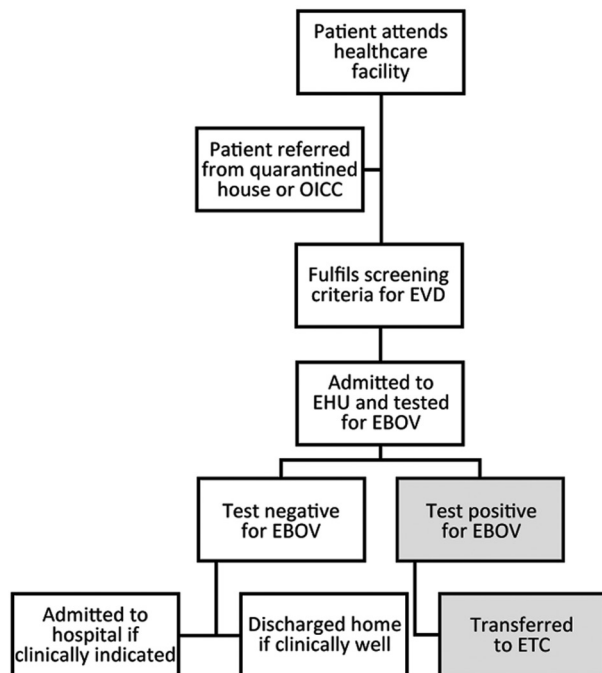 Patient attends
healthcare
facility
Patient referred
from quarantined
house or OICC
Fulfils screening
criteria for EVD
Admitted to
EHU and tested
for EBOV
Test negative
for EBOV
Test positive
for EBOV
Admitted to
hospital if
clinically indicated
Discharged home
if clinically well
Transferred
to ETC